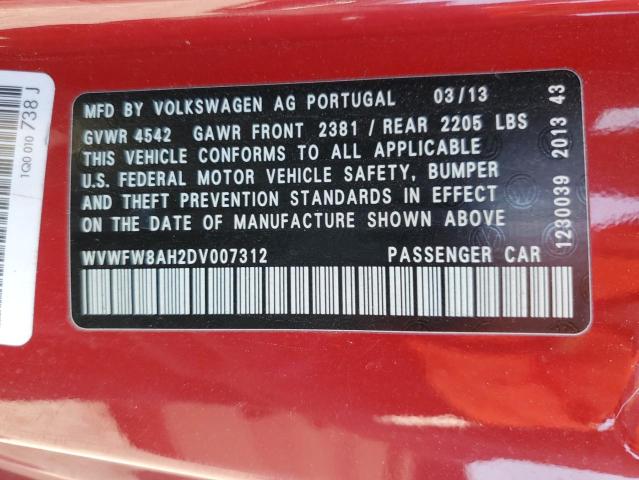 MFD BY VOLKSWAGEN AG PORTUGAL 03/13
GVWR 4542 GAWR FRONT 2381 / REAR 2205 LBS
THIS VEHICLE CONFORMS TO ALL APPLICABLE
U.S. FEDERAL MOTOR VEHICLE SAFETY, BUMPER
AND THEFT PREVENTION STANDARDS IN EFFECT
ON THE DATE OF MANUFACTURE SHOWN ABOVE
WVWFW8AH2DV007312 PASSENGER CAR
1230039 2013 43
1Q0 010 738 J